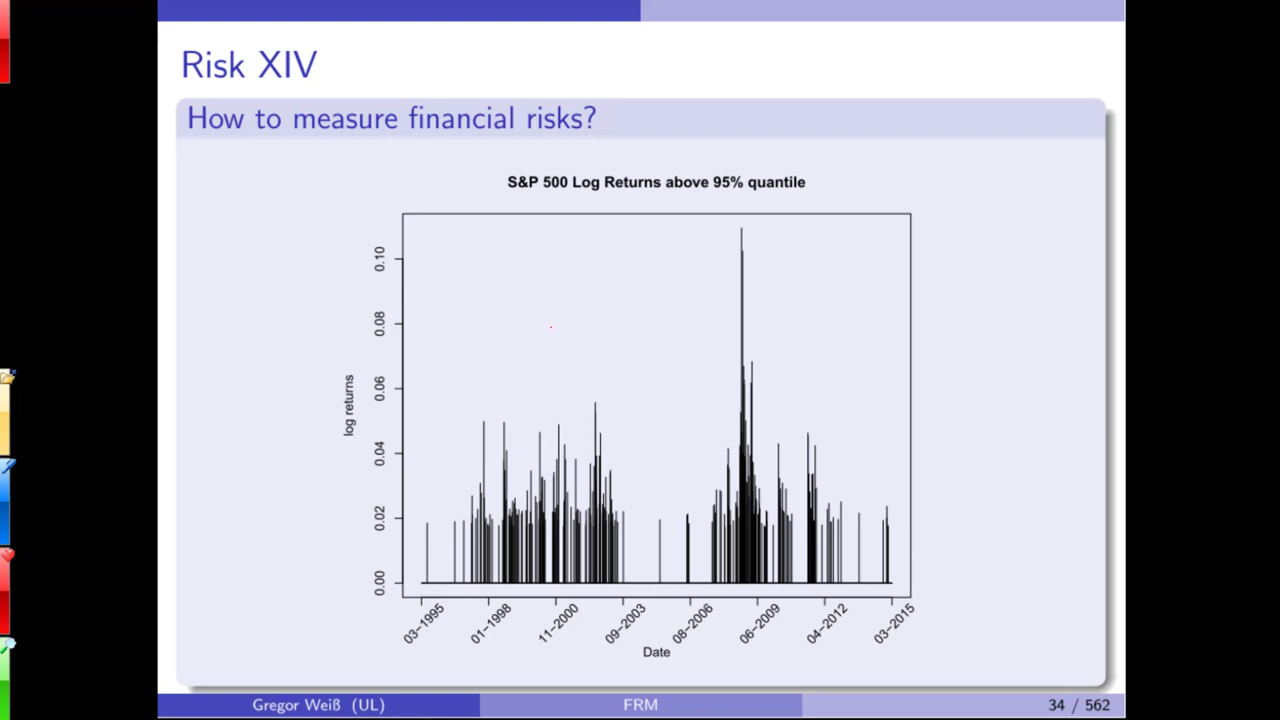 Risk XIV
How to measure financial risks?
S&P 500 Log Returns above 95% quantile
log returns
0.10
0.08
0.06
0.04
0.02
0.00
03−1995
01−1998
11−2000
09−2003
08−2006
06−2009
04−2012
03−2015
Date
Gregor Weiß (UL)
FRM
34 / 562